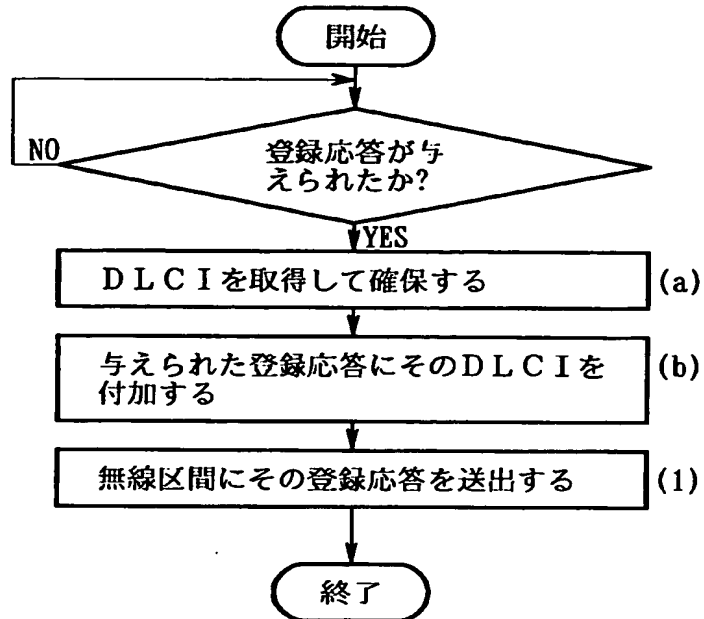 開始
NO
登録応答が与
えられたか?
YES
DLCIを取得して確保する
(a)
与えられた登録応答にそのDLCIを
付加する
(b)
無線区間にその登録応答を送出する
(1)
終了